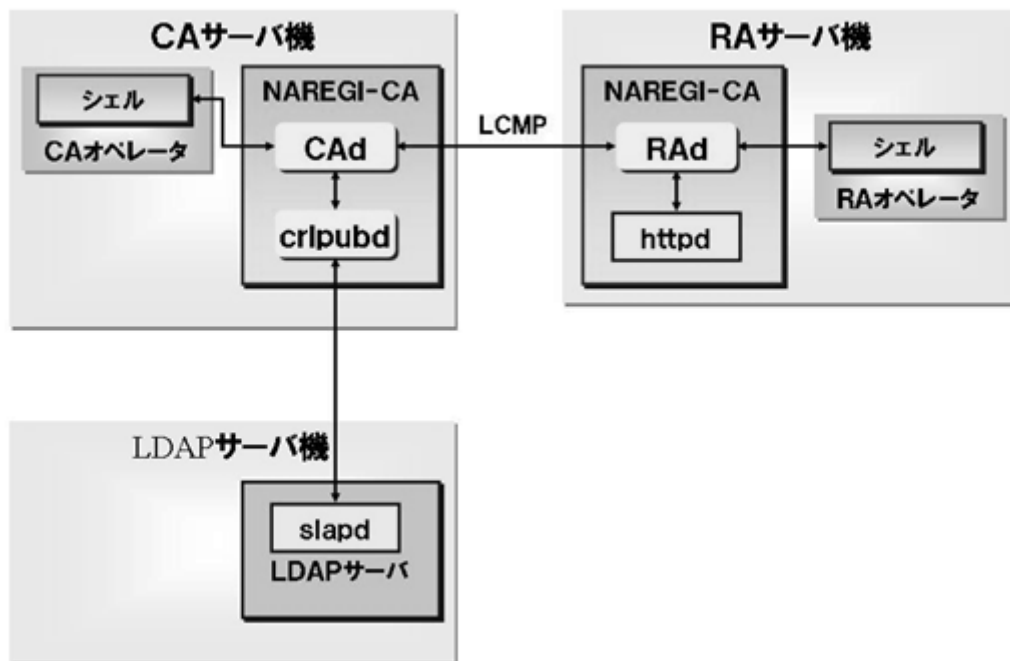 CAサーバ機
シェル
CAオペレータ
NAREGI-CA
CAd
crlpubd
LCMP
RAサーバ機
NAREGI-CA
RAd
httpd
シェル
RAオペレータ
LDAPサーバ機
slapd
LDAPサーバ